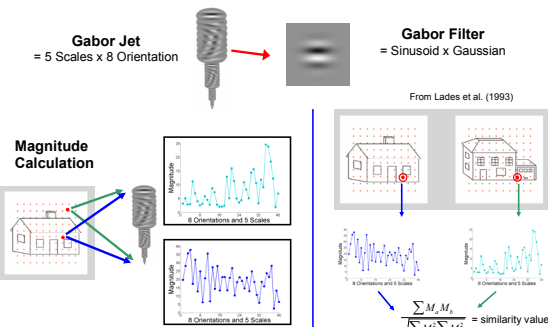 Gabor Jet
= 5 Scales x 8 Orientation
Gabor Filter
= Sinusoid x Gaussian
From Lades et al. (1993)
Magnitude
Calculation
Magnitude
8 Orientations and 5 Scales
Magnitude
8 Orientations and 5 Scales
Magnitude
8 Orientations and 5 Scales
Magnitude
8 Orientations and 5 Scales
∑ M_a M_b
= similarity value